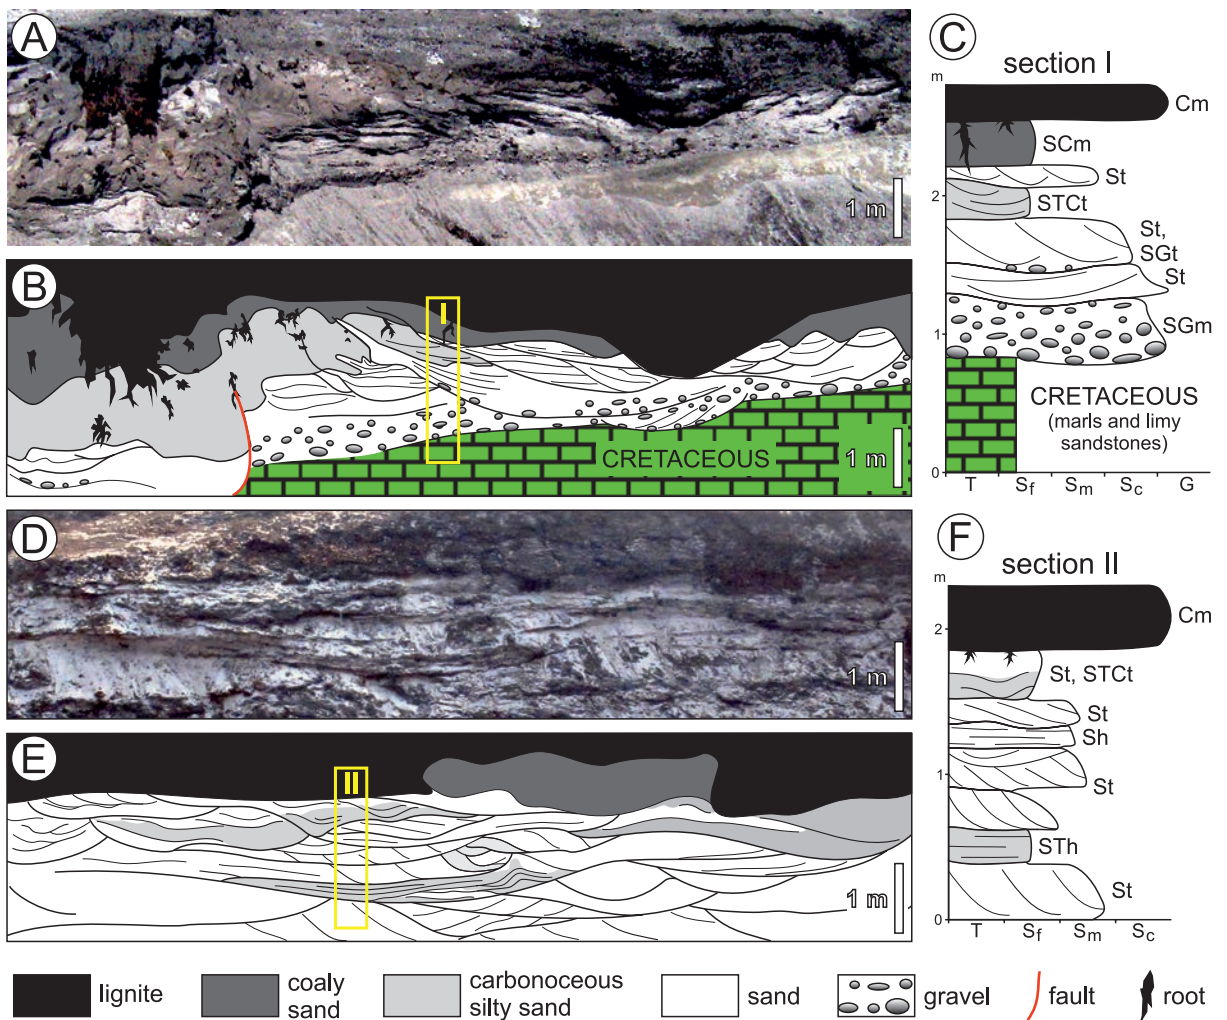 A
1 m
B
I
CRETACEOUS
1 m
C
section I
m
Cm
SCm
2
St
STCt
St,
SGt
St
SGm
1
CRETACEOUS
(marls and limy
sandstones)
0
T Sf Sm Sc G
D
1 m
E
II
1 m
F
section II
m
Cm
2
St, STCt
St
Sh
1
St
STh
St
0
T Sf Sm Sc
lignite
coaly
sand
carbonoceous
silty sand
sand
gravel
fault
root